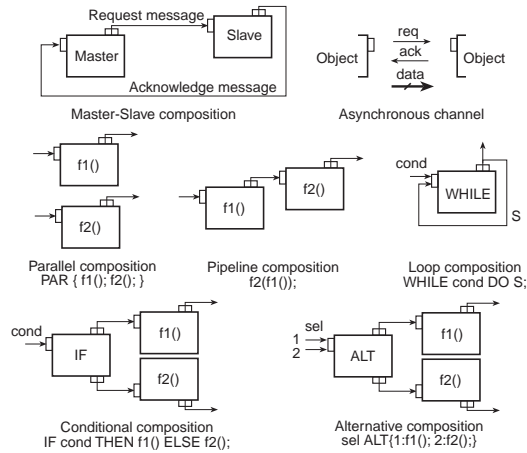 Request message
Master
Slave
Acknowledge message
Master-Slave composition
Object
req
ack
data
Object
Asynchronous channel
f1()
f2()
Parallel composition
PAR { f1(); f2(); }
f1()
f2()
Pipeline composition
f2(f1());
cond
WHILE
S
Loop composition
WHILE cond DO S;
cond
IF
f1()
f2()
Conditional composition
IF cond THEN f1() ELSE f2();
sel
1
2
ALT
f1()
f2()
Alternative composition
sel ALT{1:f1(); 2:f2();}